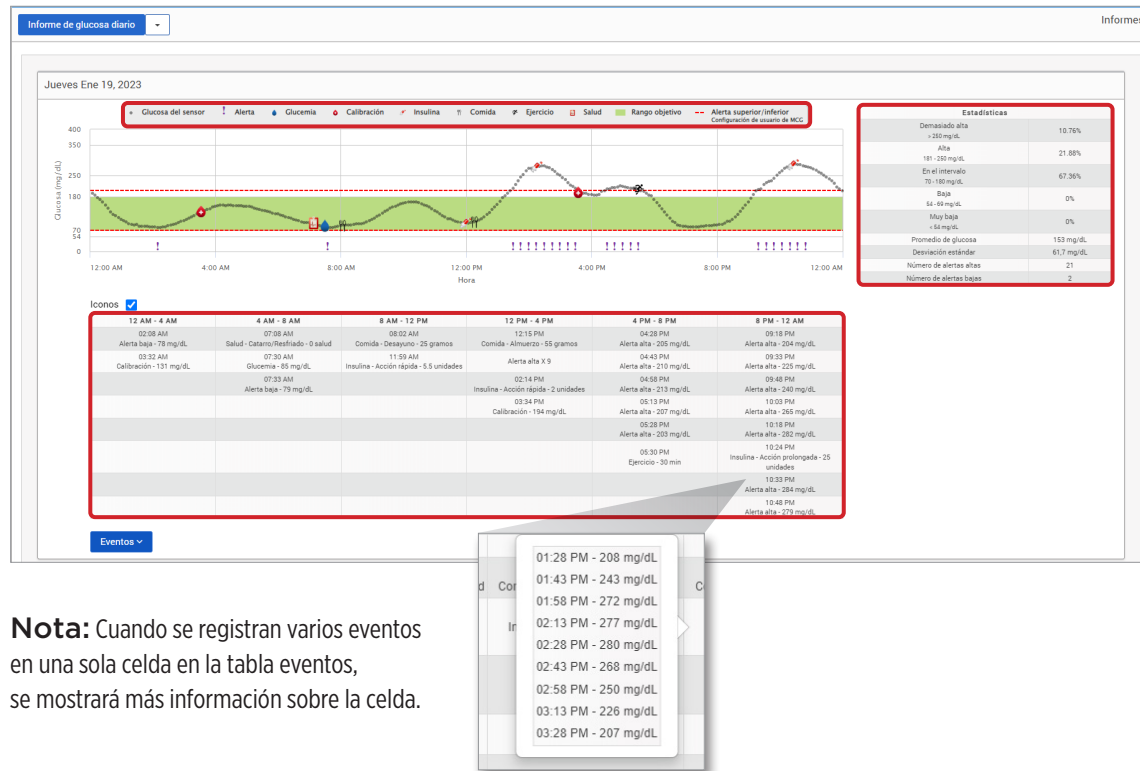 Informe de glucosa diario
Informes
Jueves Ene 19, 2023
Glucosa del sensor Alerta Glucemia Calibración Insulina Comida Ejercicio Salud Rango objetivo Alerta superior/inferior
Configuración de usuario de MCG
400
350
250
180
70
54
0
Glucosa (mg/dL)
12:00 AM 4:00 AM 8:00 AM 12:00 PM 4:00 PM 8:00 PM 12:00 AM
Hora
Estadísticas
Demasiado alta
> 250 mg/dL
10.76%
Alta
181 - 250 mg/dL
21.88%
En el intervalo
70 - 180 mg/dL
67.36%
Baja
54 - 69 mg/dL
0%
Muy baja
< 54 mg/dL
0%
Promedio de glucosa 153 mg/dL
Desviación estándar 61,7 mg/dL
Número de alertas altas 21
Número de alertas bajas 2
Iconos
12 AM - 4 AM 4 AM - 8 AM 8 AM - 12 PM 12 PM - 4 PM 4 PM - 8 PM 8 PM - 12 AM
02:08 AM 07:08 AM 08:02 AM 12:15 PM 04:28 PM 09:18 PM
Alerta baja - 78 mg/dL Salud - Catarro/Resfriado - 0 salud Comida - Desayuno - 25 gramos Comida - Almuerzo - 55 gramos Alerta alta - 205 mg/dL Alerta alta - 204 mg/dL
03:32 AM 07:30 AM 11:59 AM Alerta alta X 9 04:43 PM 09:33 PM
Calibración - 131 mg/dL Glucemia - 85 mg/dL Insulina - Acción rápida - 5.5 unidades Alerta alta - 210 mg/dL Alerta alta - 225 mg/dL
07:33 AM 02:14 PM 04:58 PM 09:48 PM
Alerta baja - 79 mg/dL Insulina - Acción rápida - 2 unidades Alerta alta - 213 mg/dL Alerta alta - 240 mg/dL
03:34 PM 05:13 PM 10:03 PM
Calibración - 194 mg/dL Alerta alta - 207 mg/dL Alerta alta - 265 mg/dL
05:28 PM 10:18 PM
Alerta alta - 203 mg/dL Alerta alta - 282 mg/dL
05:30 PM 10:24 PM
Ejercicio - 30 min Insulina - Acción prolongada - 25
unidades
10:33 PM
Alerta alta - 284 mg/dL
10:48 PM
Alerta alta - 279 mg/dL
Eventos
d Cor C
In
01:28 PM - 208 mg/dL
01:43 PM - 243 mg/dL
01:58 PM - 272 mg/dL
02:13 PM - 277 mg/dL
02:28 PM - 280 mg/dL
02:43 PM - 268 mg/dL
02:58 PM - 250 mg/dL
03:13 PM - 226 mg/dL
03:28 PM - 207 mg/dL
Nota: Cuando se registran varios eventos
en una sola celda en la tabla eventos,
se mostrará más información sobre la celda.